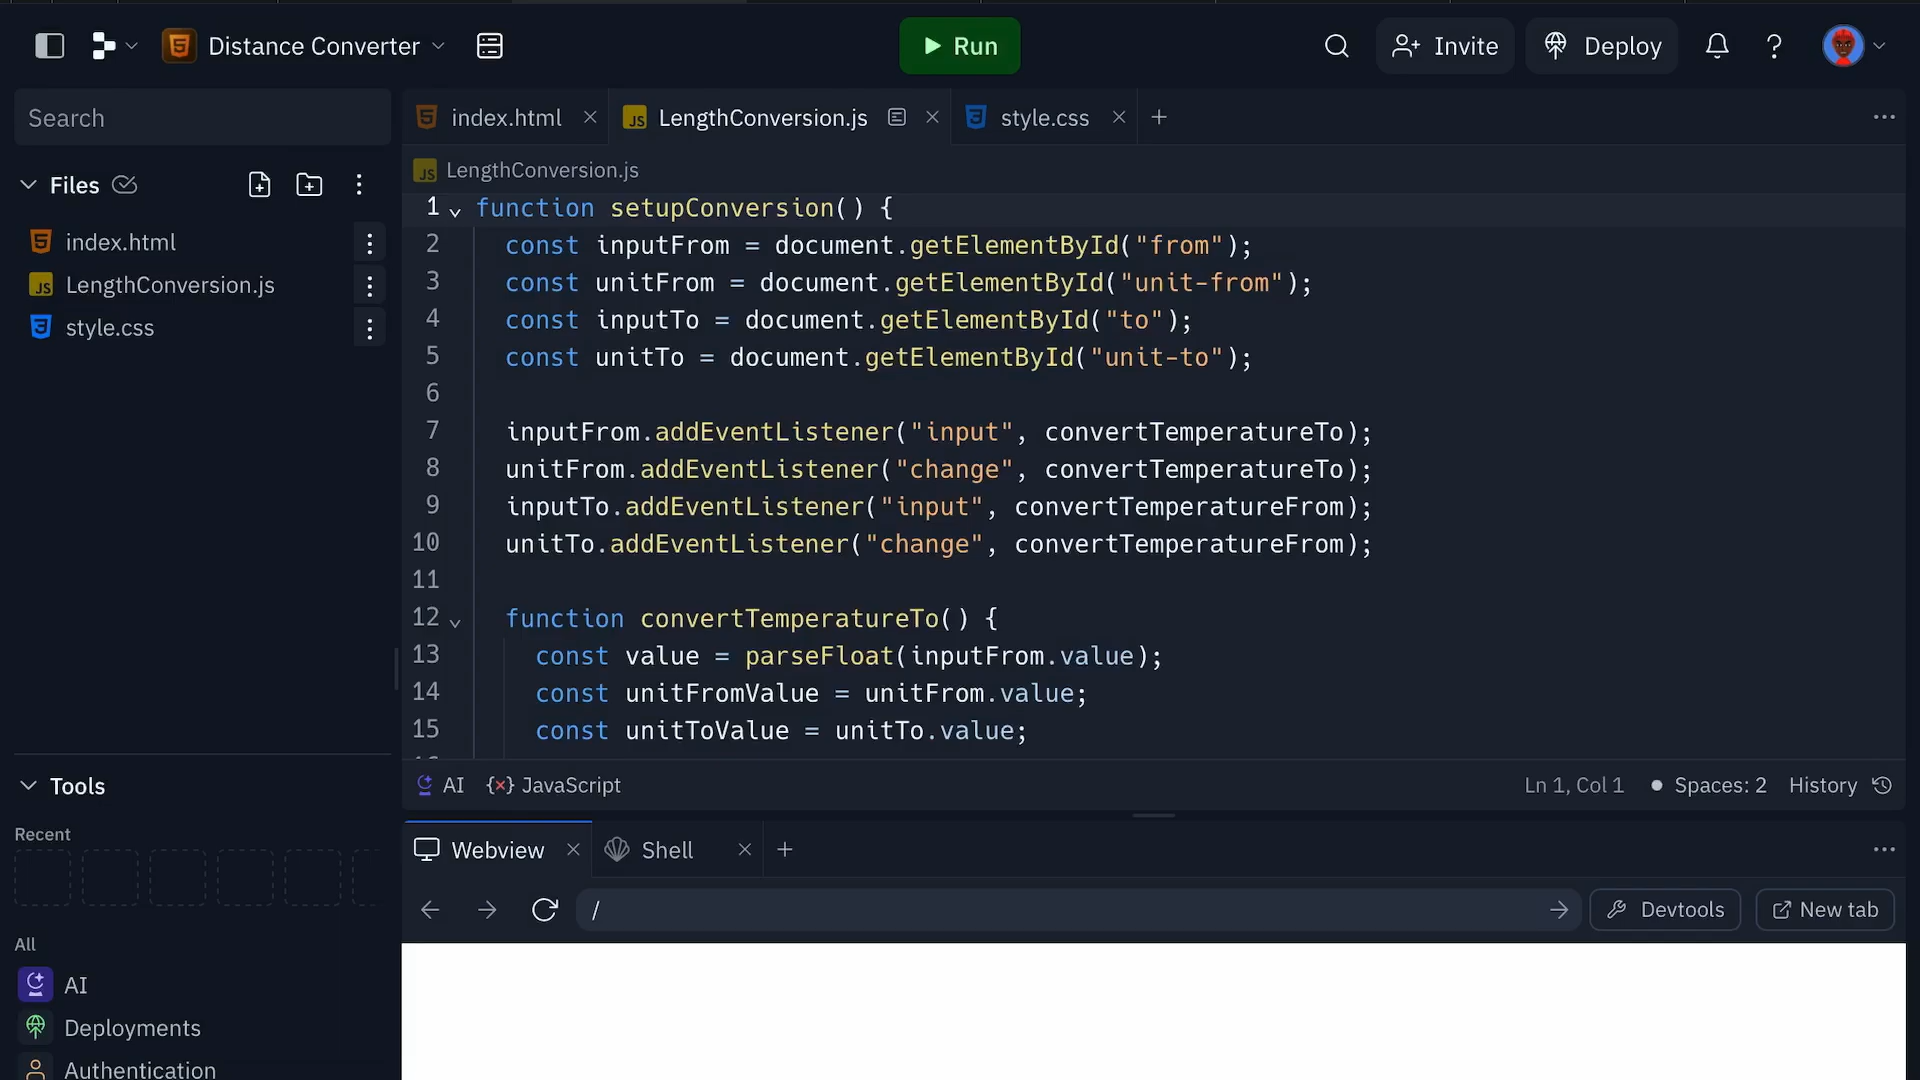 Distance Converter
Run
Invite
Deploy
Search
Files
index.html
LengthConversion.js
style.css
index.html
LengthConversion.js
style.css
LengthConversion.js
1 function setupConversion() {
2 const inputFrom = document.getElementById("from");
3 const unitFrom = document.getElementById("unit-from");
4 const inputTo = document.getElementById("to");
5 const unitTo = document.getElementById("unit-to");
6
7 inputFrom.addEventListener("input", convertTemperatureTo);
8 unitFrom.addEventListener("change", convertTemperatureTo);
9 inputTo.addEventListener("input", convertTemperatureFrom);
10 unitTo.addEventListener("change", convertTemperatureFrom);
11
12 function convertTemperatureTo() {
13 const value = parseFloat(inputFrom.value);
14 const unitFromValue = unitFrom.value;
15 const unitToValue = unitTo.value;
AI {×} JavaScript
Ln 1, Col 1 Spaces: 2 History
Tools
Recent
All
AI
Deployments
Authentication
Webview
Shell
/
Devtools
New tab